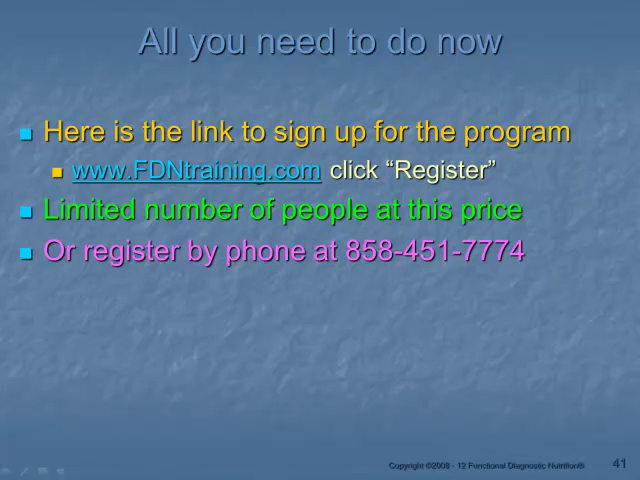 All you need to do now
Here is the link to sign up for the program
www.FDNtraining.com click “Register”
Limited number of people at this price
Or register by phone at 858-451-7774
Copyright ©2008 - 12 Functional Diagnostic Nutrition®
41